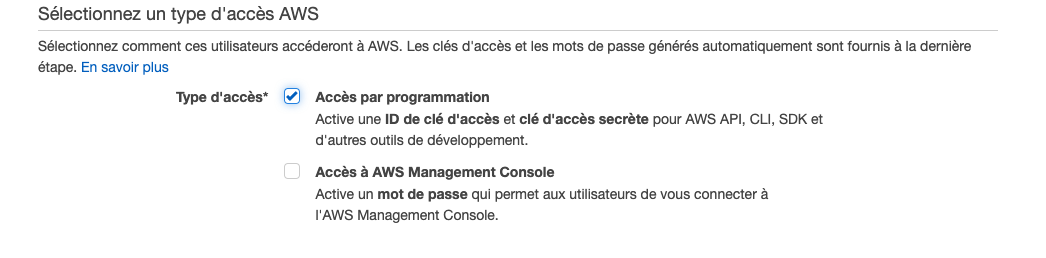 Sélectionnez un type d'accès AWS
Sélectionnez comment ces utilisateurs accéderont à AWS. Les clés d'accès et les mots de passe générés automatiquement sont fournis à la dernière
étape. En savoir plus
Type d'accès* Accès par programmation
Active une ID de clé d'accès et clé d'accès secrète pour AWS API, CLI, SDK et
d'autres outils de développement.
Accès à AWS Management Console
Active un mot de passe qui permet aux utilisateurs de vous connecter à
l'AWS Management Console.